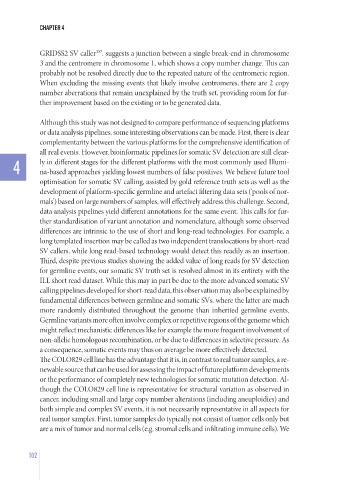 CHAPTER 4
GRIDSS2 SV caller¹⁰⁷, suggests a junction between a single break-end in chromosome
3 and the centromere in chromosome 1, which shows a copy number change. This can
probably not be resolved directly due to the repeated nature of the centromeric region.
When excluding the missing events that likely involve centromeres, there are 2 copy
number aberrations that remain unexplained by the truth set, providing room for fur-
ther improvement based on the existing or to be generated data.
Although this study was not designed to compare performance of sequencing platforms
or data analysis pipelines, some interesting observations can be made. First, there is clear
complementarity between the various platforms for the comprehensive identification of
all real events. However, bioinformatic pipelines for somatic SV detection are still clear-
ly in different stages for the different platforms with the most commonly used Illumi-
na-based approaches yielding lowest numbers of false positives. We believe future tool
optimisation for somatic SV calling, assisted by gold reference truth sets as well as the
development of platform-specific germline and artefact filtering data sets ('pools of nor-
mals') based on large numbers of samples, will effectively address this challenge. Second,
data analysis pipelines yield different annotations for the same event. This calls for fur-
ther standardisation of variant annotation and nomenclature, although some observed
differences are intrinsic to the use of short and long-read technologies. For example, a
long templated insertion may be called as two independent translocations by short-read
SV callers, while long read-based technology would detect this readily as an insertion.
Third, despite previous studies showing the added value of long reads for SV detection
for germline events, our somatic SV truth set is resolved almost in its entirety with the
ILL short read dataset. While this may in part be due to the more advanced somatic SV
calling pipelines developed for short-read data, this observation may also be explained by
fundamental differences between germline and somatic SVs, where the latter are much
more randomly distributed throughout the genome than inherited germline events.
Germline variants more often involve complex or repetitive regions of the genome which
might reflect mechanistic differences like for example the more frequent involvement of
non-allelic homologous recombination, or be due to differences in selective pressure. As
a consequence, somatic events may thus on average be more effectively detected.
The COLO829 cell line has the advantage that it is, in contrast to real tumor samples, a re-
newable source that can be used for assessing the impact of future platform developments
or the performance of completely new technologies for somatic mutation detection. Al-
though the COLO829 cell line is representative for structural variation as observed in
cancer, including small and large copy number alterations (including aneuploidies) and
both simple and complex SV events, it is not necessarily representative in all aspects for
real tumor samples. First, tumor samples do typically not consist of tumor cells only but
are a mix of tumor and normal cells (e.g. stromal cells and infiltrating immune cells). We
4
102